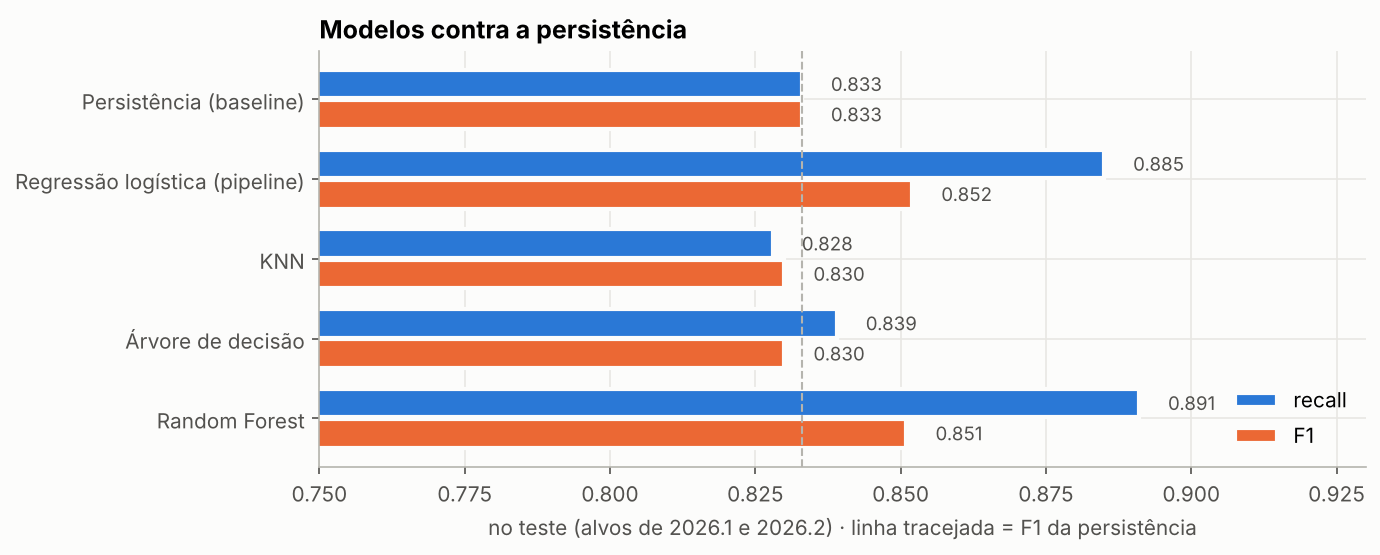 Modelos contra a persistência
Persistência (baseline)
0.833
0.833
Regressão logística (pipeline)
0.885
0.852
KNN
0.828
0.830
Árvore de decisão
0.839
0.830
Random Forest
0.891
0.851
recall
F1
0.750 0.775 0.800 0.825 0.850 0.875 0.900 0.925
no teste (alvos de 2026.1 e 2026.2) · linha tracejada = F1 da persistência